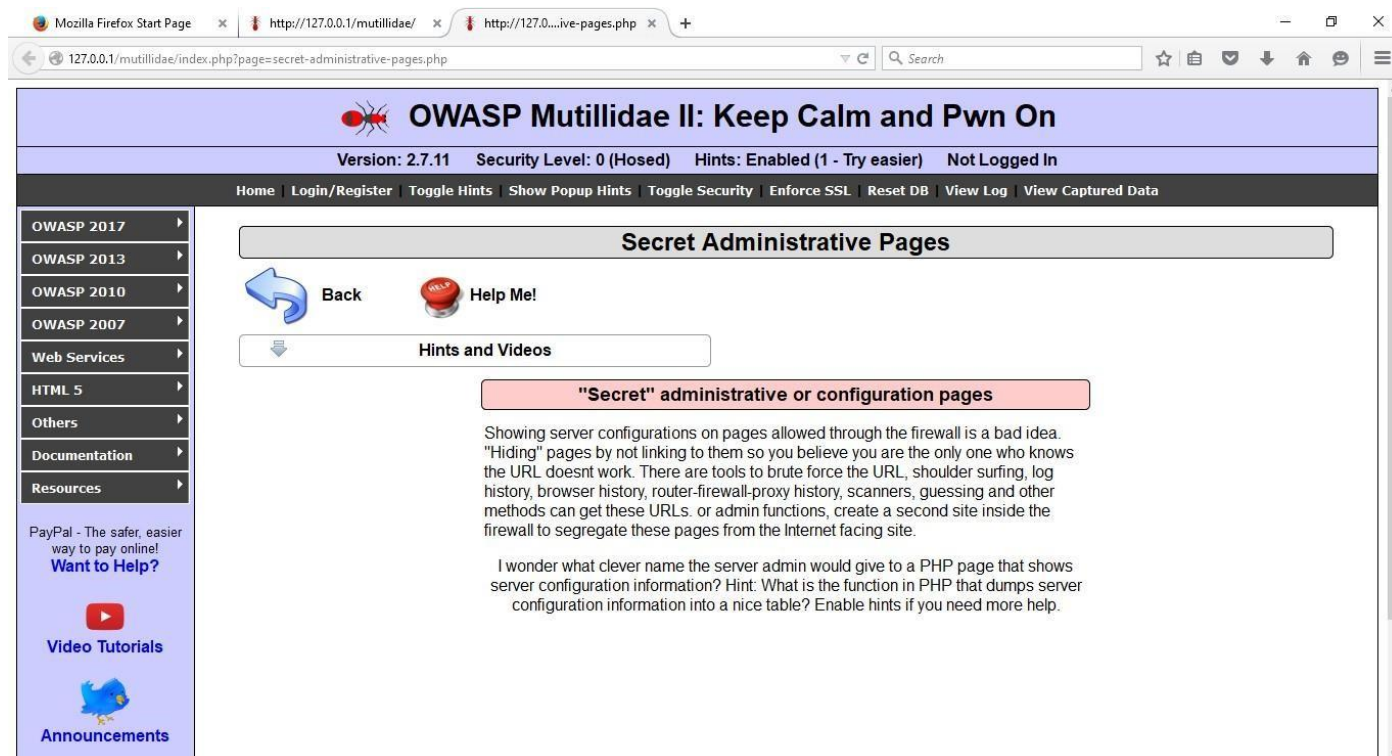 Mozilla Firefox Start Page
http://127.0.0.1/mutillidae/
http://127.0....ive-pages.php
127.0.0.1/mutillidae/index.php?page=secret-administrative-pages.php
Search
OWASP Mutillidae II: Keep Calm and Pwn On
Version: 2.7.11 Security Level: 0 (Hosed) Hints: Enabled (1 - Try easier) Not Logged In
Home | Login/Register | Toggle Hints | Show Popup Hints | Toggle Security | Enforce SSL | Reset DB | View Log | View Captured Data
OWASP 2017
OWASP 2013
OWASP 2010
OWASP 2007
Web Services
HTML 5
Others
Documentation
Resources
PayPal - The safer, easier
way to pay online!
Want to Help?
Video Tutorials
Announcements
Secret Administrative Pages
Back
HELP
Help Me!
Hints and Videos
"Secret" administrative or configuration pages
Showing server configurations on pages allowed through the firewall is a bad idea.
"Hiding" pages by not linking to them so you believe you are the only one who knows
the URL doesnt work. There are tools to brute force the URL, shoulder surfing, log
history, browser history, router-firewall-proxy history, scanners, guessing and other
methods can get these URLs. or admin functions, create a second site inside the
firewall to segregate these pages from the Internet facing site.
I wonder what clever name the server admin would give to a PHP page that shows
server configuration information? Hint: What is the function in PHP that dumps server
configuration information into a nice table? Enable hints if you need more help.